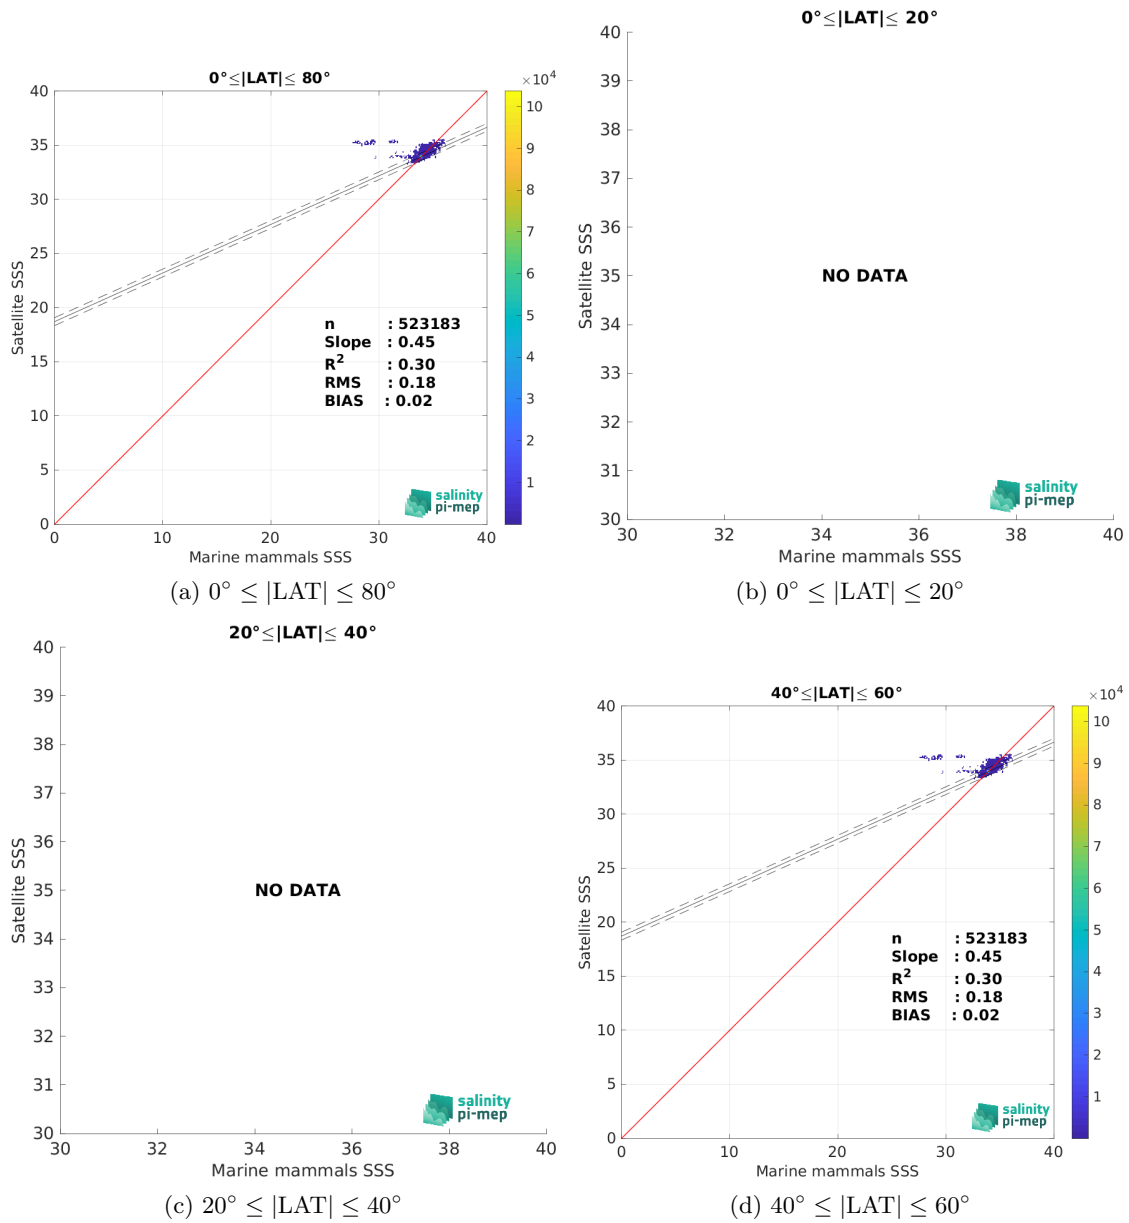 0°≤|LAT|≤ 80°
×10⁴
40
35
30
25
20
15
10
5
0
0
10
20
30
40
10
9
8
7
6
5
4
3
2
1
Satellite SSS
Marine mammals SSS
n : 523183
Slope : 0.45
R² : 0.30
RMS : 0.18
BIAS : 0.02
salinity
pi-mep
(a) 0° ≤ |LAT| ≤ 80°
0°≤|LAT|≤ 20°
40
39
38
37
36
35
34
33
32
31
30
30
32
34
36
38
40
Satellite SSS
Marine mammals SSS
NO DATA
salinity
pi-mep
(b) 0° ≤ |LAT| ≤ 20°
20°≤|LAT|≤ 40°
40
39
38
37
36
35
34
33
32
31
30
30
32
34
36
38
40
Satellite SSS
Marine mammals SSS
NO DATA
salinity
pi-mep
(c) 20° ≤ |LAT| ≤ 40°
40°≤|LAT|≤ 60°
×10⁴
40
35
30
25
20
15
10
5
0
0
10
20
30
40
10
9
8
7
6
5
4
3
2
1
Satellite SSS
Marine mammals SSS
n : 523183
Slope : 0.45
R² : 0.30
RMS : 0.18
BIAS : 0.02
salinity
pi-mep
(d) 40° ≤ |LAT| ≤ 60°